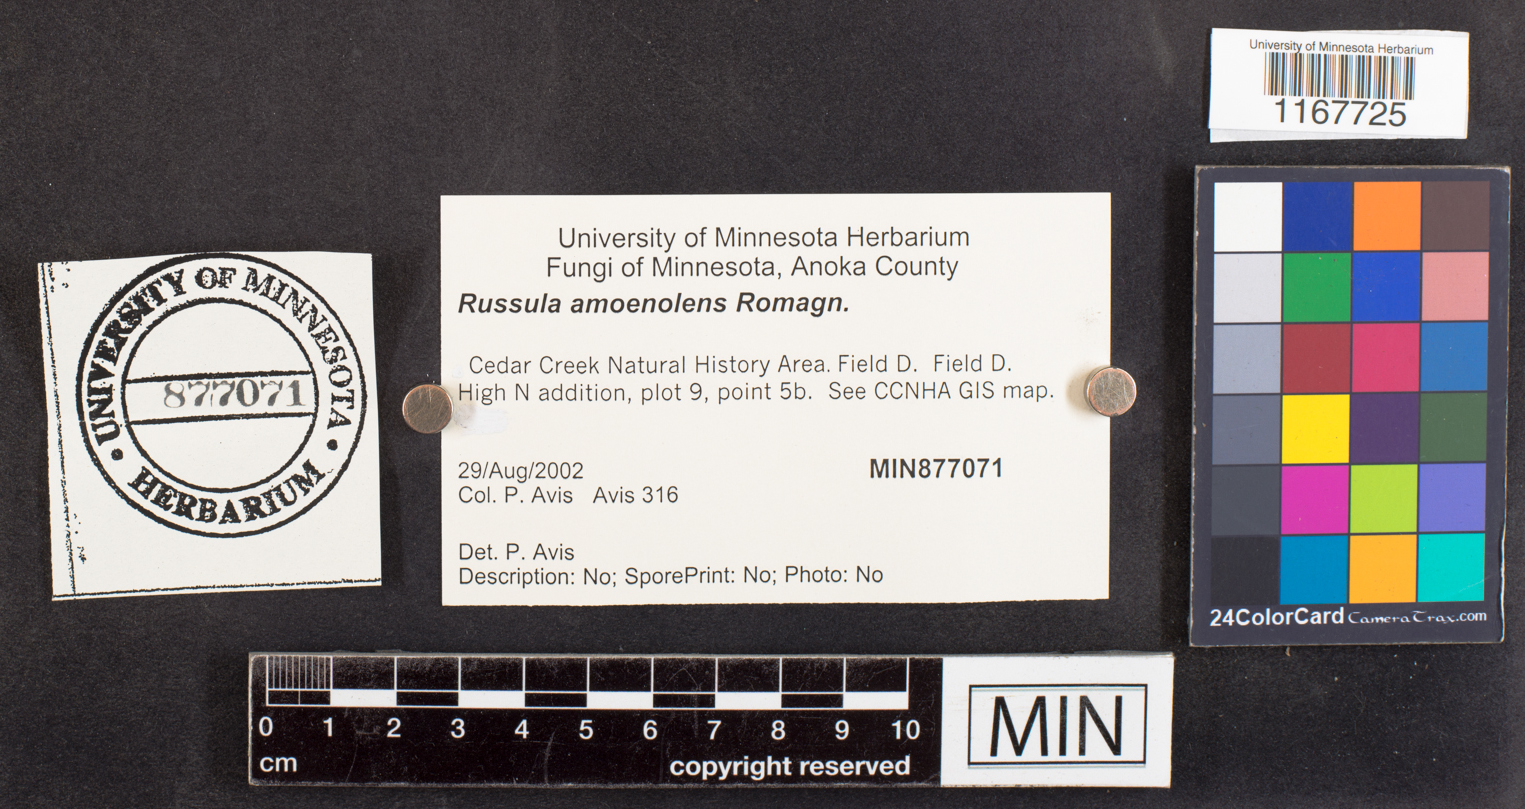 University of Minnesota Herbarium
1167725
University of Minnesota Herbarium
Fungi of Minnesota, Anoka County
Russula amoenolens Romagn.
Cedar Creek Natural History Area. Field D.  Field D.
High N addition, plot 9, point 5b.  See CCNHA GIS map.
29/Aug/2002
MIN877071
Col. P. Avis   Avis 316
Det. P. Avis
Description: No; SporePrint: No; Photo: No
UNIVERSITY OF MINNESOTA
877071
• HERBARIUM •
24ColorCard CameraTrax.com
0 1 2 3 4 5 6 7 8 9 10
cm
copyright reserved
MIN